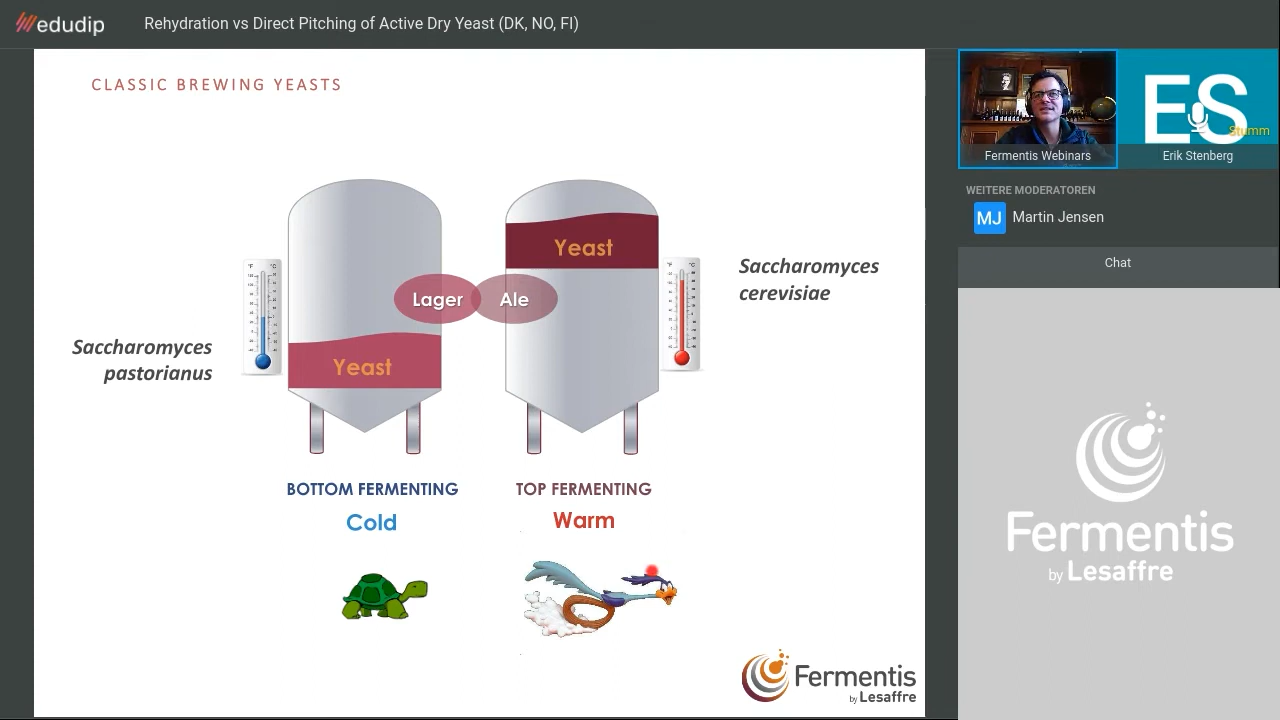 edudip
Rehydration vs Direct Pitching of Active Dry Yeast (DK, NO, FI)
CLASSIC BREWING YEASTS
Yeast
Saccharomyces
cerevisiae
Lager
Ale
Saccharomyces
pastorianus
Yeast
BOTTOM FERMENTING
TOP FERMENTING
Cold
Warm
Fermentis
by Lesaffre
ES
Stumm
Fermentis Webinars
Erik Stenberg
WEITERE MODERATOREN
MJ
Martin Jensen
Chat
Fermentis
by Lesaffre